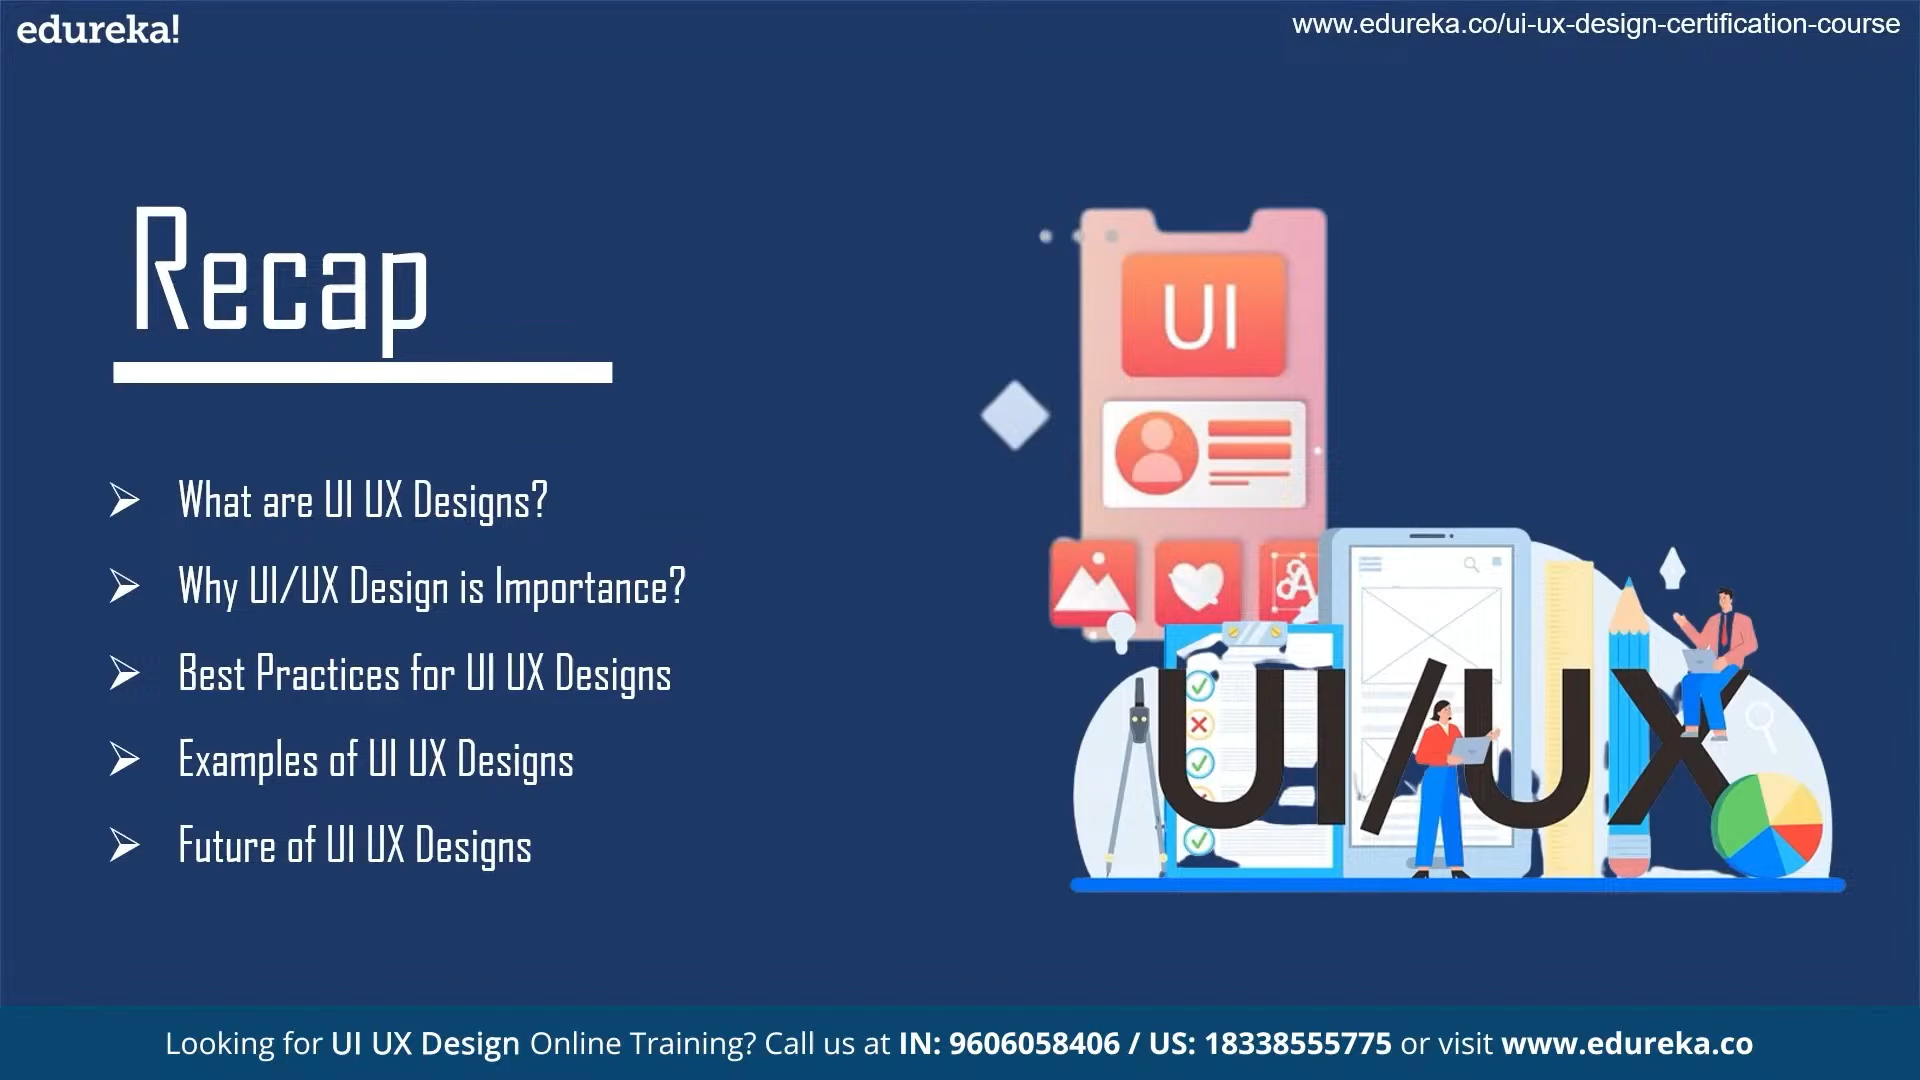 edureka!
www.edureka.co/ui-ux-design-certification-course
Recap
What are UI UX Designs?
Why UI/UX Design is Importance?
Best Practices for UI UX Designs
Examples of UI UX Designs
Future of UI UX Designs
UI
A
UI/UX
Looking for UI UX Design Online Training? Call us at IN: 9606058406 / US: 18338555775 or visit www.edureka.co